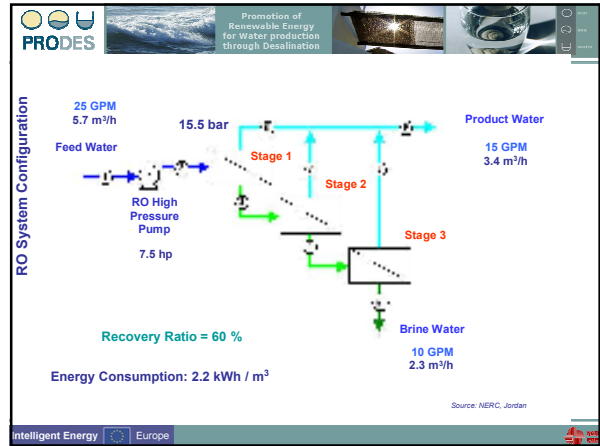 PRODES
Promotion of
Renewable Energy
for Water production
through Desalination
RO System Configuration
25 GPM
5.7 m³/h
Feed Water
15.5 bar
Stage 1
Stage 2
Stage 3
Product Water
15 GPM
3.4 m³/h
RO High
Pressure
Pump
7.5 hp
Brine Water
10 GPM
2.3 m³/h
Recovery Ratio = 60 %
Energy Consumption: 2.2 kWh / m³
Source: NERC, Jordan
Intelligent Energy Europe